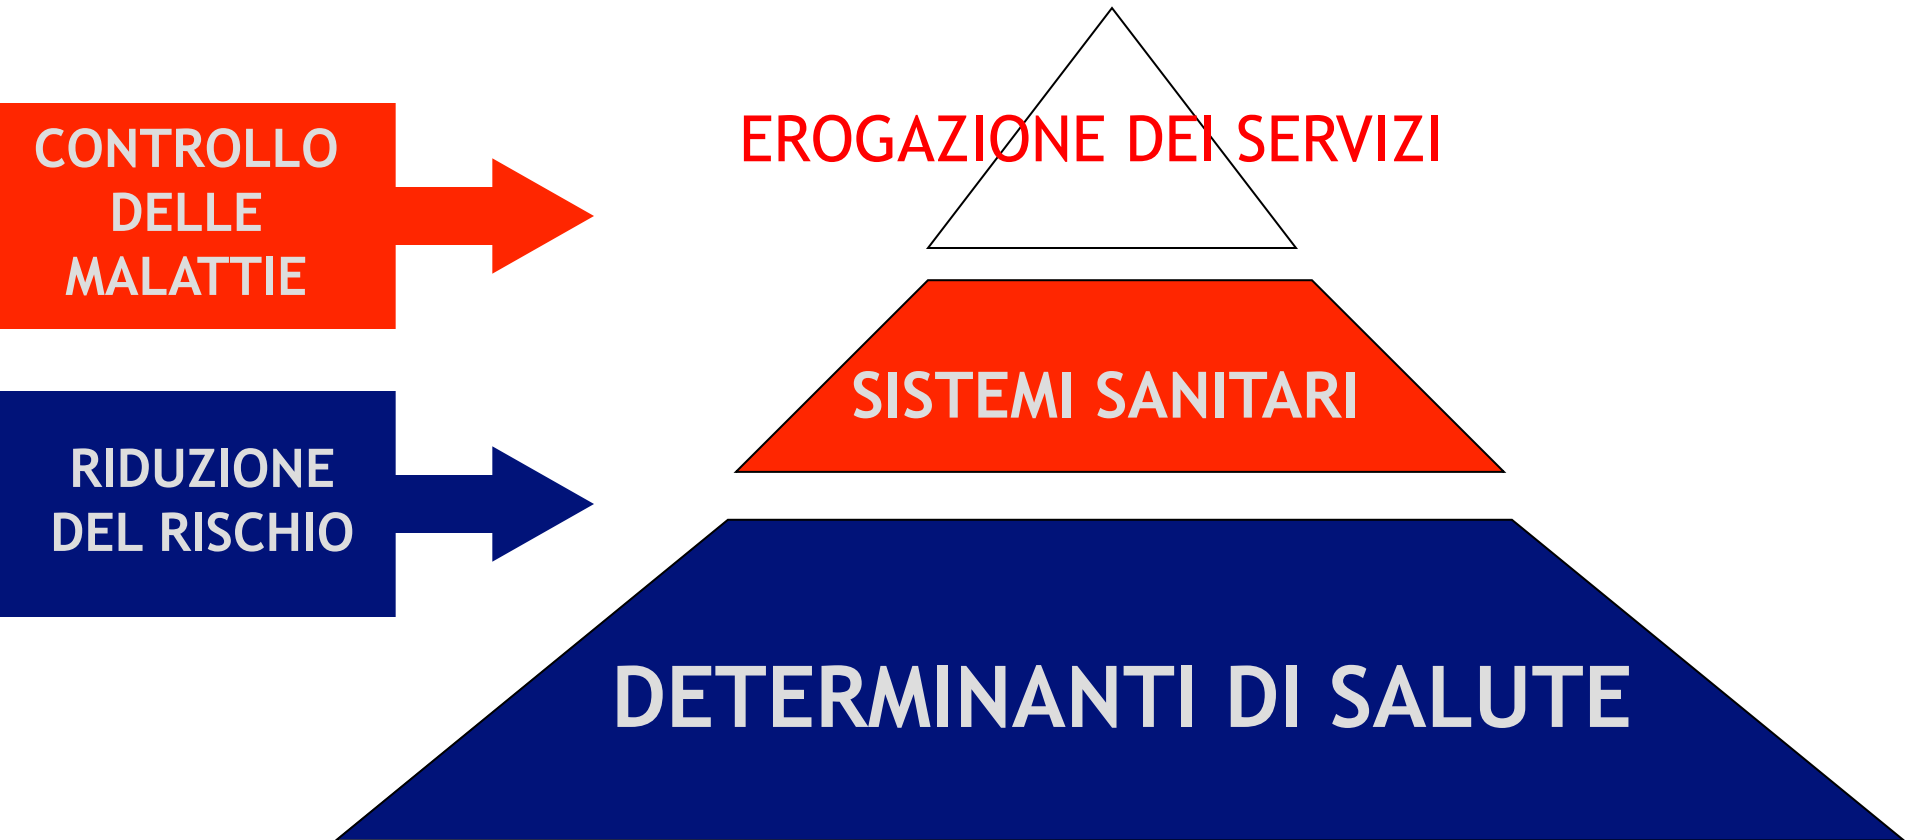 EROGAZIONE DEI SERVIZI
CONTROLLO
DELLE
MALATTIE
SISTEMI SANITARI
RIDUZIONE
DEL RISCHIO
DETERMINANTI DI SALUTE